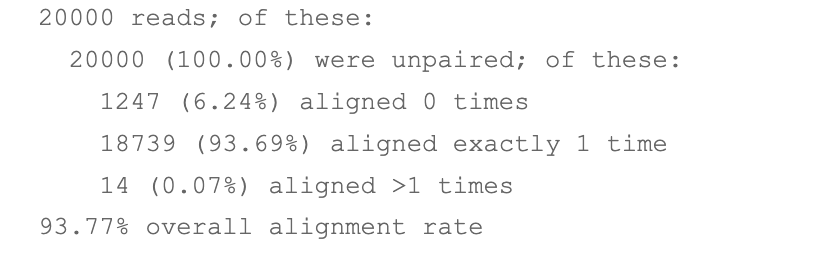 20000 reads; of these:
20000 (100.00%) were unpaired; of these:
1247 (6.24%) aligned 0 times
18739 (93.69%) aligned exactly 1 time
14 (0.07%) aligned >1 times
93.77% overall alignment rate